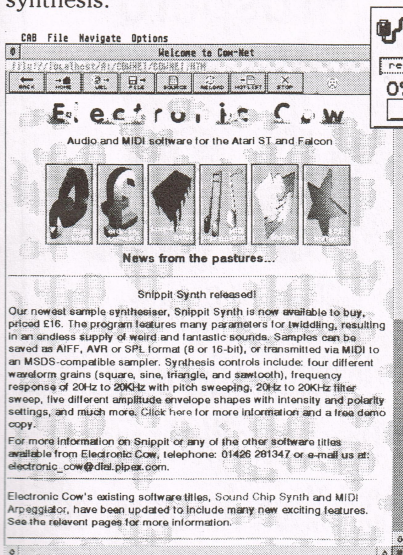 synthesis.
CAB File Navigate Options
Welcome to Cow-Net
file://localhost/A:/COWNET/COWNET.HTM
BACK HOME URL FILE SOURCE RELOAD HOTLIST STOP
Electronic Cow
Audio and MIDI software for the Atari ST and Falcon
News from the pastures...
Snippit Synth released!
Our newest sample synthesiser, Snippit Synth is now available to buy,
priced £16. The program features many parameters for twiddling, resulting
in an endless supply of weird and fantastic sounds. Samples can be
saved as AIFF, AVR or SPL format (8 or 16-bit), or transmitted via MIDI to
an MSDS-compatible sampler. Synthesis controls include: four different
waveform grains (square, sine, triangle, and sawtooth), frequency
response of 20Hz to 20KHz with pitch sweeping, 20Hz to 20KHz filter
sweep, five different amplitude envelope shapes with intensity and polarity
settings, and much more. Click here for more information and a free demo
copy.
For more information on Snippit or any of the other software titles
available from Electronic Cow, telephone: 01426 281347 or e-mail us at:
electronic_cow@dial.pipex.com.
Electronic Cow's existing software titles, Sound Chip Synth and MIDI
Arpeggiator, have been updated to include many new exciting features.
See the relevent pages for more information.